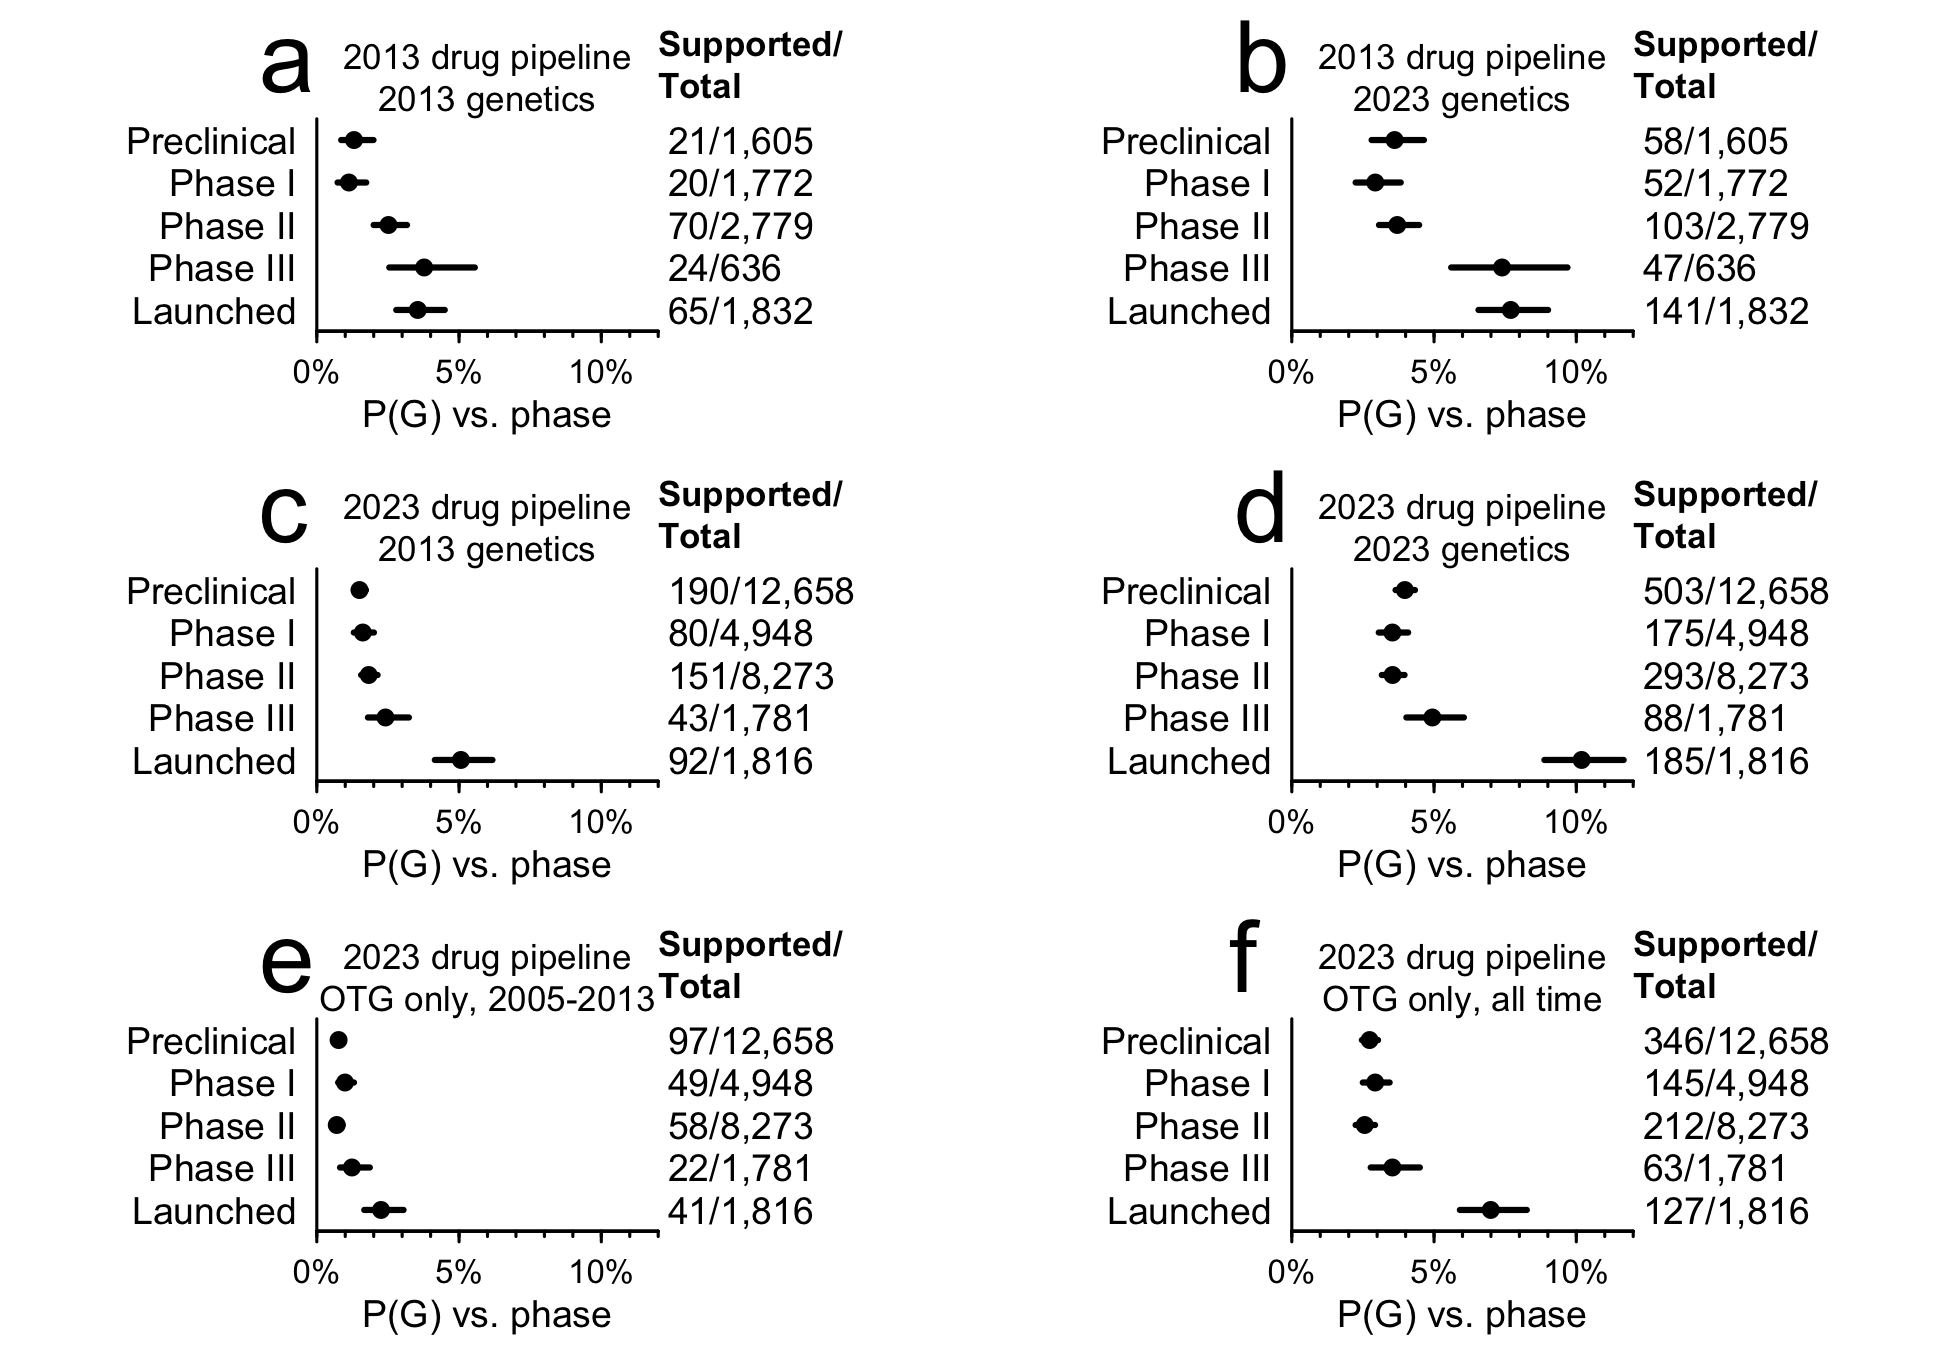 a
2013 drug pipeline
2013 genetics
Supported/
Total
Preclinical 21/1,605
Phase I 20/1,772
Phase II 70/2,779
Phase III 24/636
Launched 65/1,832
0% 5% 10%
P(G) vs. phase
b
2013 drug pipeline
2023 genetics
Supported/
Total
Preclinical 58/1,605
Phase I 52/1,772
Phase II 103/2,779
Phase III 47/636
Launched 141/1,832
0% 5% 10%
P(G) vs. phase
c
2023 drug pipeline
2013 genetics
Supported/
Total
Preclinical 190/12,658
Phase I 80/4,948
Phase II 151/8,273
Phase III 43/1,781
Launched 92/1,816
0% 5% 10%
P(G) vs. phase
d
2023 drug pipeline
2023 genetics
Supported/
Total
Preclinical 503/12,658
Phase I 175/4,948
Phase II 293/8,273
Phase III 88/1,781
Launched 185/1,816
0% 5% 10%
P(G) vs. phase
e
2023 drug pipeline
OTG only, 2005-2013
Supported/
Total
Preclinical 97/12,658
Phase I 49/4,948
Phase II 58/8,273
Phase III 22/1,781
Launched 41/1,816
0% 5% 10%
P(G) vs. phase
f
2023 drug pipeline
OTG only, all time
Supported/
Total
Preclinical 346/12,658
Phase I 145/4,948
Phase II 212/8,273
Phase III 63/1,781
Launched 127/1,816
0% 5% 10%
P(G) vs. phase